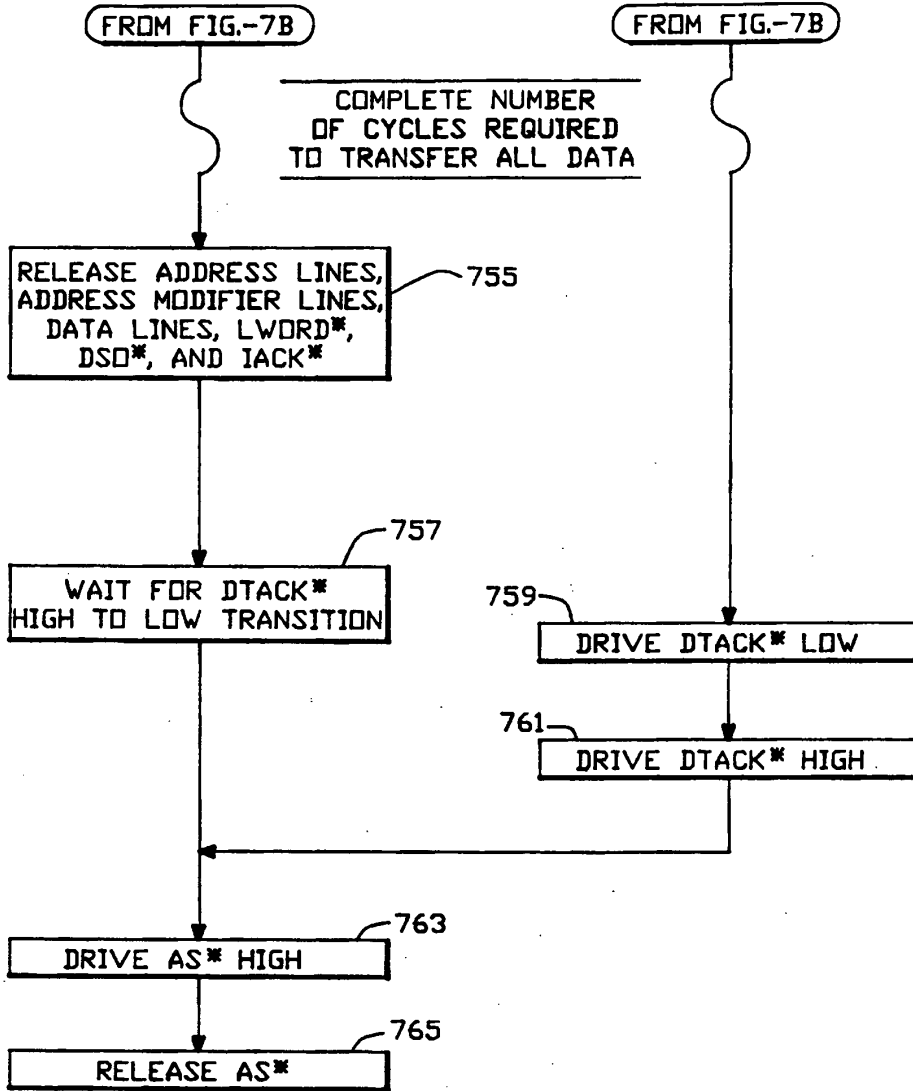 FROM FIG.-7B
FROM FIG.-7B
COMPLETE NUMBER
OF CYCLES REQUIRED
TO TRANSFER ALL DATA
RELEASE ADDRESS LINES,
ADDRESS MODIFIER LINES,
DATA LINES, LWORD*,
DS0*, AND IACK*
755
WAIT FOR DTACK*
HIGH TO LOW TRANSITION
757
759
DRIVE DTACK* LOW
761
DRIVE DTACK* HIGH
763
DRIVE AS* HIGH
765
RELEASE AS*